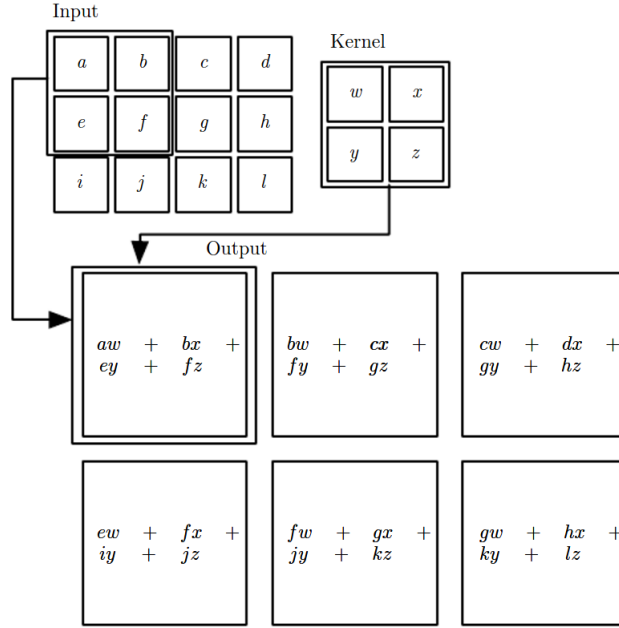 Input
a b c d
e f g h
i j k l
Kernel
w x
y z
Output
aw + bx +
ey + fz
bw + cx +
fy + gz
cw + dx +
gy + hz
ew + fx +
iy + jz
fw + gx +
jy + kz
gw + hx +
ky + lz